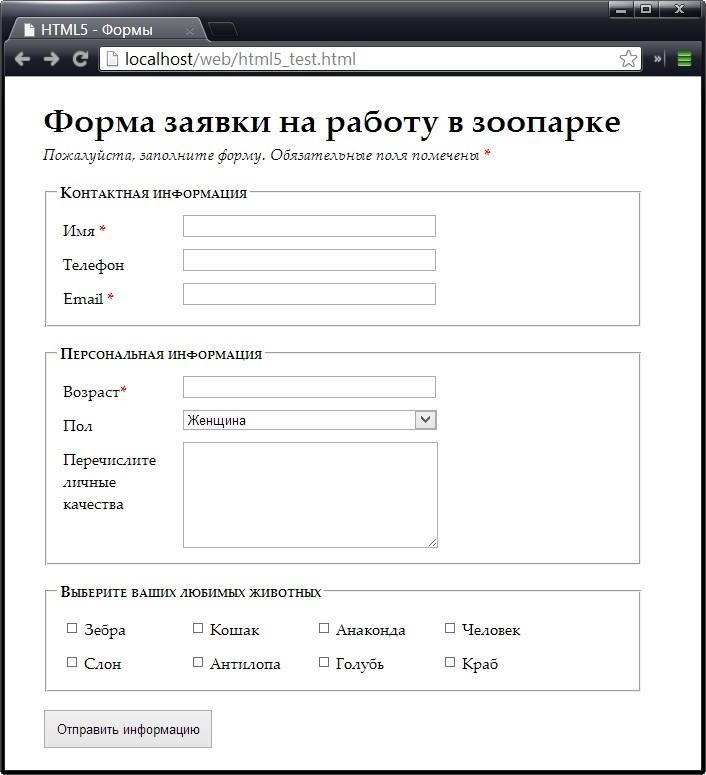 HTML5 - Формы
localhost/web/html5_test.html
Форма заявки на работу в зоопарке
Пожалуйста, заполните форму. Обязательные поля помечены *
Контактная информация
Имя *
Телефон
Email *
Персональная информация
Возраст*
Пол Женщина
Перечислите
личные
качества
Выберите ваших любимых животных
Зебра Кошак Анаконда Человек
Слон Антилопа Голубь Краб
Отправить информацию